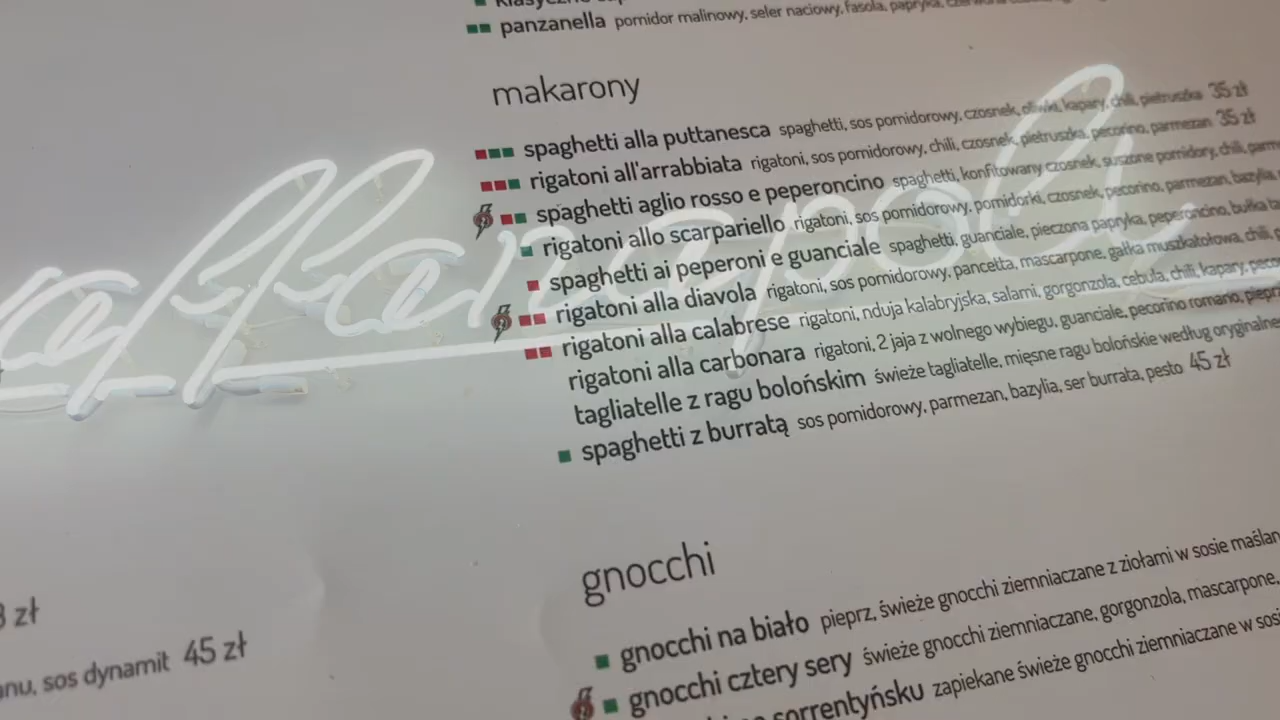 panzanella pomidor malinowy, seler naciowy, fasola, papryka,
makarony
spaghetti alla puttanesca spaghetti, sos pomidorowy, czosnek, oliwki, kapary, chili, pietruszka 35 zł
rigatoni all'arrabbiata rigatoni, sos pomidorowy, chili, czosnek, pietruszka, pecorino, parmezan 35 zł
spaghetti aglio rosso e peperoncino spaghetti, konfitowany czosnek, suszone pomidory, chili, parm
rigatoni allo scarpariello rigatoni, sos pomidorowy, pomidorki, czosnek, pecorino, parmezan, bazylia,
spaghetti ai peperoni e guanciale spaghetti, guanciale, pieczona papryka, peperoncino, bułka
rigatoni alla diavola rigatoni, sos pomidorowy, pancetta, mascarpone, gałka muszkatołowa, chili,
rigatoni alla calabrese rigatoni, nduja kalabryjska, salami, gorgonzola, cebula, chili, kapary,
rigatoni alla carbonara rigatoni, 2 jaja z wolnego wybiegu, guanciale, pecorino romano,
tagliatelle z ragu bolońskim świeże tagliatelle, mięsne ragu bolońskie według
spaghetti z burratą sos pomidorowy, parmezan, bazylia, ser burrata, pesto 45 zł
zł
sos dynamit 45 zł
gnocchi
gnocchi na biało pieprz, świeże gnocchi ziemniaczane z ziołami w sosie
gnocchi cztery sery świeże gnocchi ziemniaczane, gorgonzola, mascarpone,
sorrentyńsku zapiekane świeże gnocchi ziemniaczane w